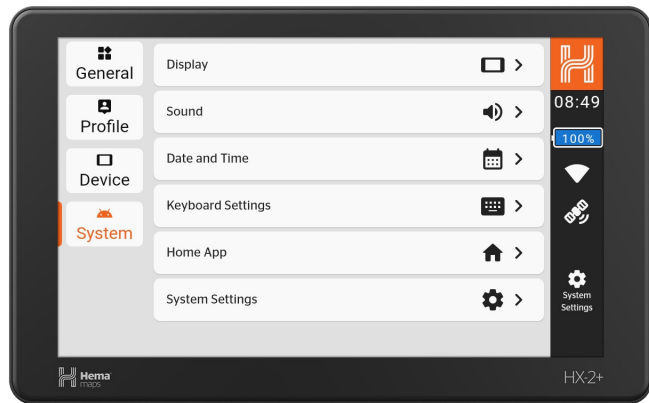 General
Profile
Device
System
Display
Sound
Date and Time
Keyboard Settings
Home App
System Settings
08:49
100%
System
Settings
Hema
maps
HX-2+